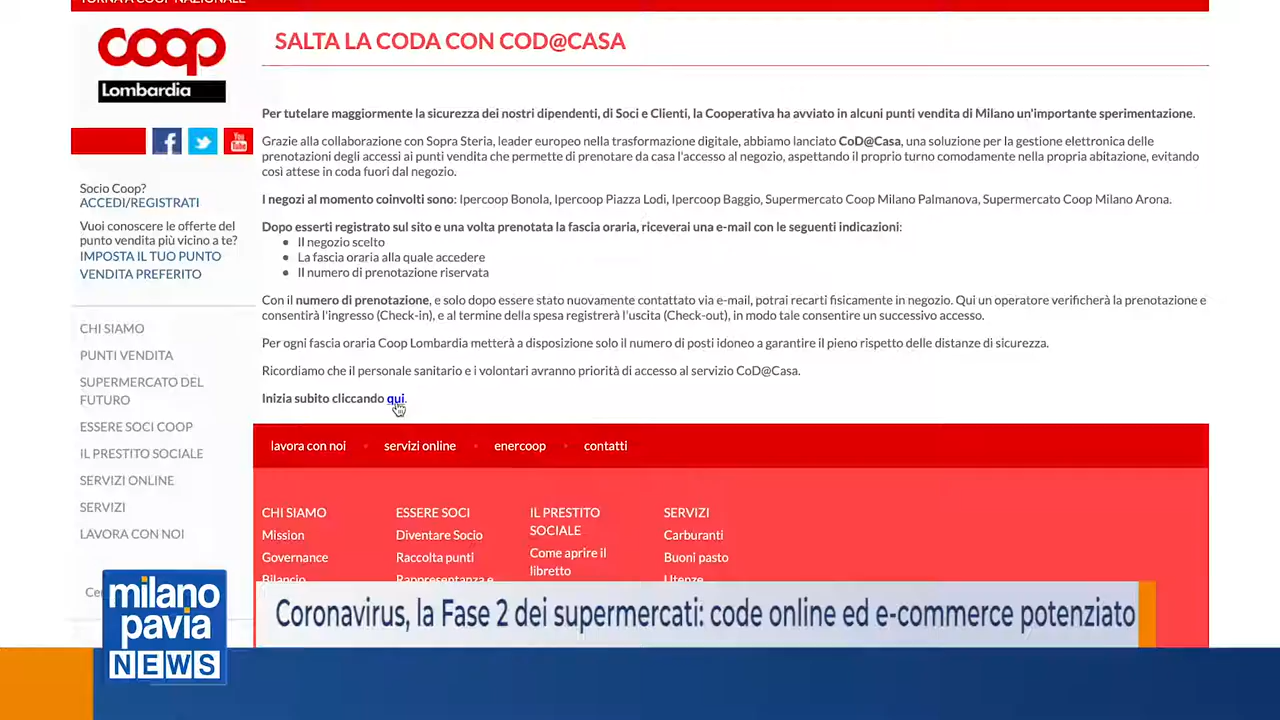 TORNA A COOP NAZIONALE
coop
Lombardia
You
Tube
Socio Coop?
ACCEDI/REGISTRATI
Vuoi conoscere le offerte del
punto vendita più vicino a te?
IMPOSTA IL TUO PUNTO
VENDITA PREFERITO
CHI SIAMO
PUNTI VENDITA
SUPERMERCATO DEL
FUTURO
ESSERE SOCI COOP
IL PRESTITO SOCIALE
SERVIZI ONLINE
SERVIZI
LAVORA CON NOI
SALTA LA CODA CON COD@CASA
Per tutelare maggiormente la sicurezza dei nostri dipendenti, di Soci e Clienti, la Cooperativa ha avviato in alcuni punti vendita di Milano un'importante sperimentazione.
Grazie alla collaborazione con Sopra Steria, leader europeo nella trasformazione digitale, abbiamo lanciato CoD@Casa, una soluzione per la gestione elettronica delle
prenotazioni degli accessi ai punti vendita che permette di prenotare da casa l'accesso al negozio, aspettando il proprio turno comodamente nella propria abitazione, evitando
così attese in coda fuori dal negozio.
I negozi al momento coinvolti sono: Ipercoop Bonola, Ipercoop Piazza Lodi, Ipercoop Baggio, Supermercato Coop Milano Palmanova, Supermercato Coop Milano Arona.
Dopo esserti registrato sul sito e una volta prenotata la fascia oraria, riceverai una e-mail con le seguenti indicazioni:
• Il negozio scelto
• La fascia oraria alla quale accedere
• Il numero di prenotazione riservata
Con il numero di prenotazione, e solo dopo essere stato nuovamente contattato via e-mail, potrai recarti fisicamente in negozio. Qui un operatore verificherà la prenotazione e
consentirà l'ingresso (Check-in), e al termine della spesa registrerà l'uscita (Check-out), in modo tale consentire un successivo accesso.
Per ogni fascia oraria Coop Lombardia metterà a disposizione solo il numero di posti idoneo a garantire il pieno rispetto delle distanze di sicurezza.
Ricordiamo che il personale sanitario e i volontari avranno priorità di accesso al servizio CoD@Casa.
Inizia subito cliccando qui.
lavora con noi • servizi online • enercoop • contatti
CHI SIAMO
Mission
Governance
Bilancio
ESSERE SOCI
Diventare Socio
Raccolta punti
Rappresentanza e
IL PRESTITO
SOCIALE
Come aprire il
libretto
SERVIZI
Carburanti
Buoni pasto
Utenze
milano
pavia
NEWS
Coronavirus, la Fase 2 dei supermercati: code online ed e-commerce potenziato